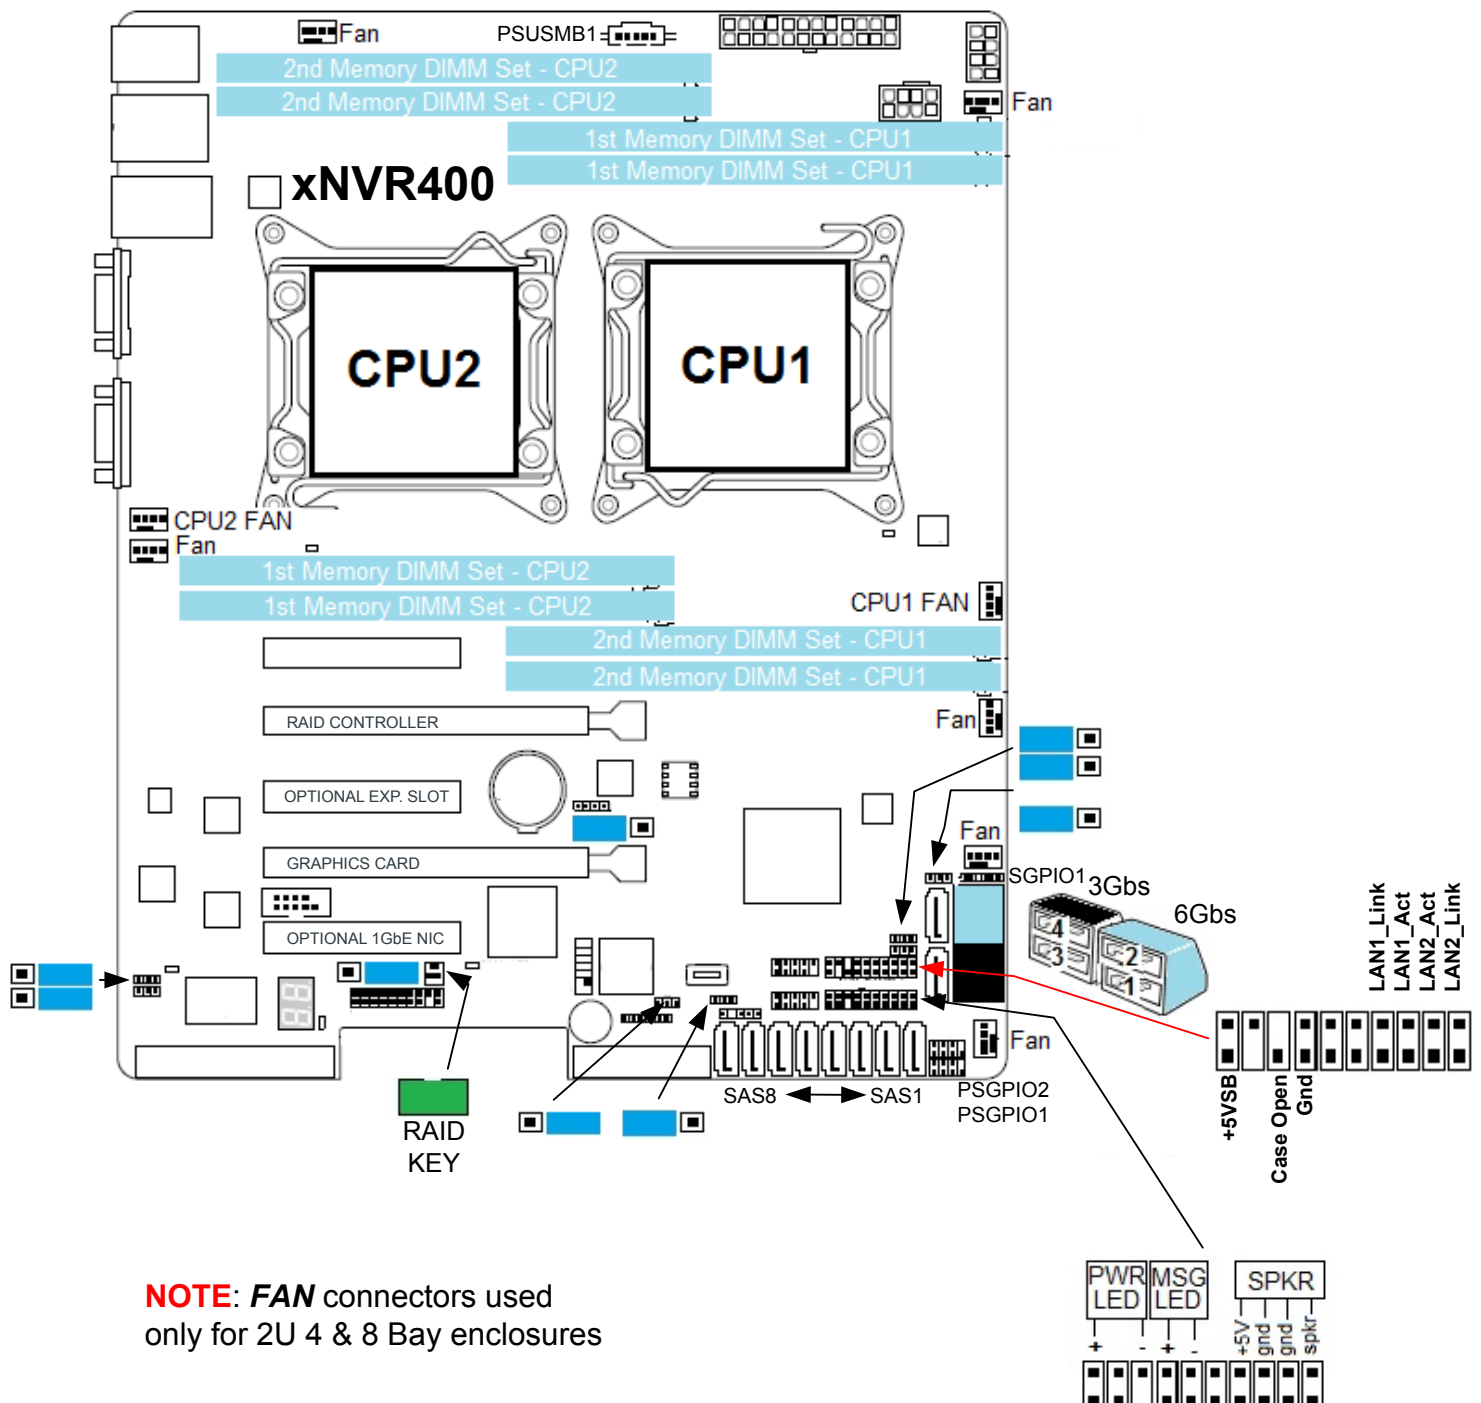 Fan
PSUSMB1
2nd Memory DIMM Set - CPU2
2nd Memory DIMM Set - CPU2
Fan
1st Memory DIMM Set - CPU1
1st Memory DIMM Set - CPU1
xNVR400
CPU2
CPU1
CPU2 FAN
Fan
1st Memory DIMM Set - CPU2
1st Memory DIMM Set - CPU2
CPU1 FAN
2nd Memory DIMM Set - CPU1
2nd Memory DIMM Set - CPU1
RAID CONTROLLER
Fan
OPTIONAL EXP. SLOT
Fan
GRAPHICS CARD
SGPIO1
3Gbs
6Gbs
4
3
2
1
LAN1_Link
LAN1_Act
LAN2_Act
LAN2_Link
OPTIONAL 1GbE NIC
Fan
+5VSB
Case Open
Gnd
SAS8
SAS1
PSGPIO2
PSGPIO1
RAID
KEY
PWR
LED
MSG
LED
SPKR
+ - + -
+5V
gnd
gnd
spkr
NOTE: FAN connectors used
only for 2U 4 & 8 Bay enclosures